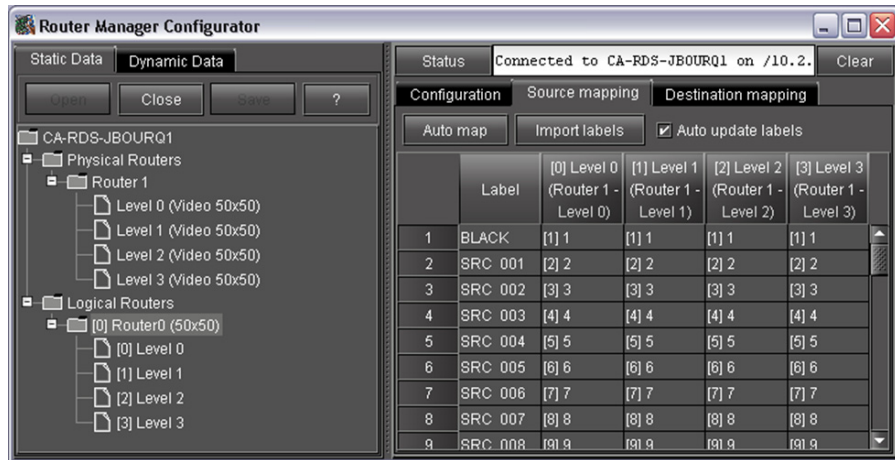 Router Manager Configurator
Static Data Dynamic Data
Open Close Save ?
CA-RDS-JBOURQ1
Physical Routers
Router 1
Level 0 (Video 50x50)
Level 1 (Video 50x50)
Level 2 (Video 50x50)
Level 3 (Video 50x50)
Logical Routers
[0] Router0 (50x50)
[0] Level 0
[1] Level 1
[2] Level 2
[3] Level 3
Status Connected to CA-RDS-JBOURQ1 on /10.2. Clear
Configuration Source mapping Destination mapping
Auto map Import labels Auto update labels
Label [0] Level 0 (Router 1 - Level 0) [1] Level 1 (Router 1 - Level 1) [2] Level 2 (Router 1 - Level 2) [3] Level 3 (Router 1 - Level 3)
1 BLACK [1] 1 [1] 1 [1] 1 [1] 1
2 SRC 001 [2] 2 [2] 2 [2] 2 [2] 2
3 SRC 002 [3] 3 [3] 3 [3] 3 [3] 3
4 SRC 003 [4] 4 [4] 4 [4] 4 [4] 4
5 SRC 004 [5] 5 [5] 5 [5] 5 [5] 5
6 SRC 005 [6] 6 [6] 6 [6] 6 [6] 6
7 SRC 006 [7] 7 [7] 7 [7] 7 [7] 7
8 SRC 007 [8] 8 [8] 8 [8] 8 [8] 8
9 SRC 008 [9] 9 [9] 9 [9] 9 [9] 9